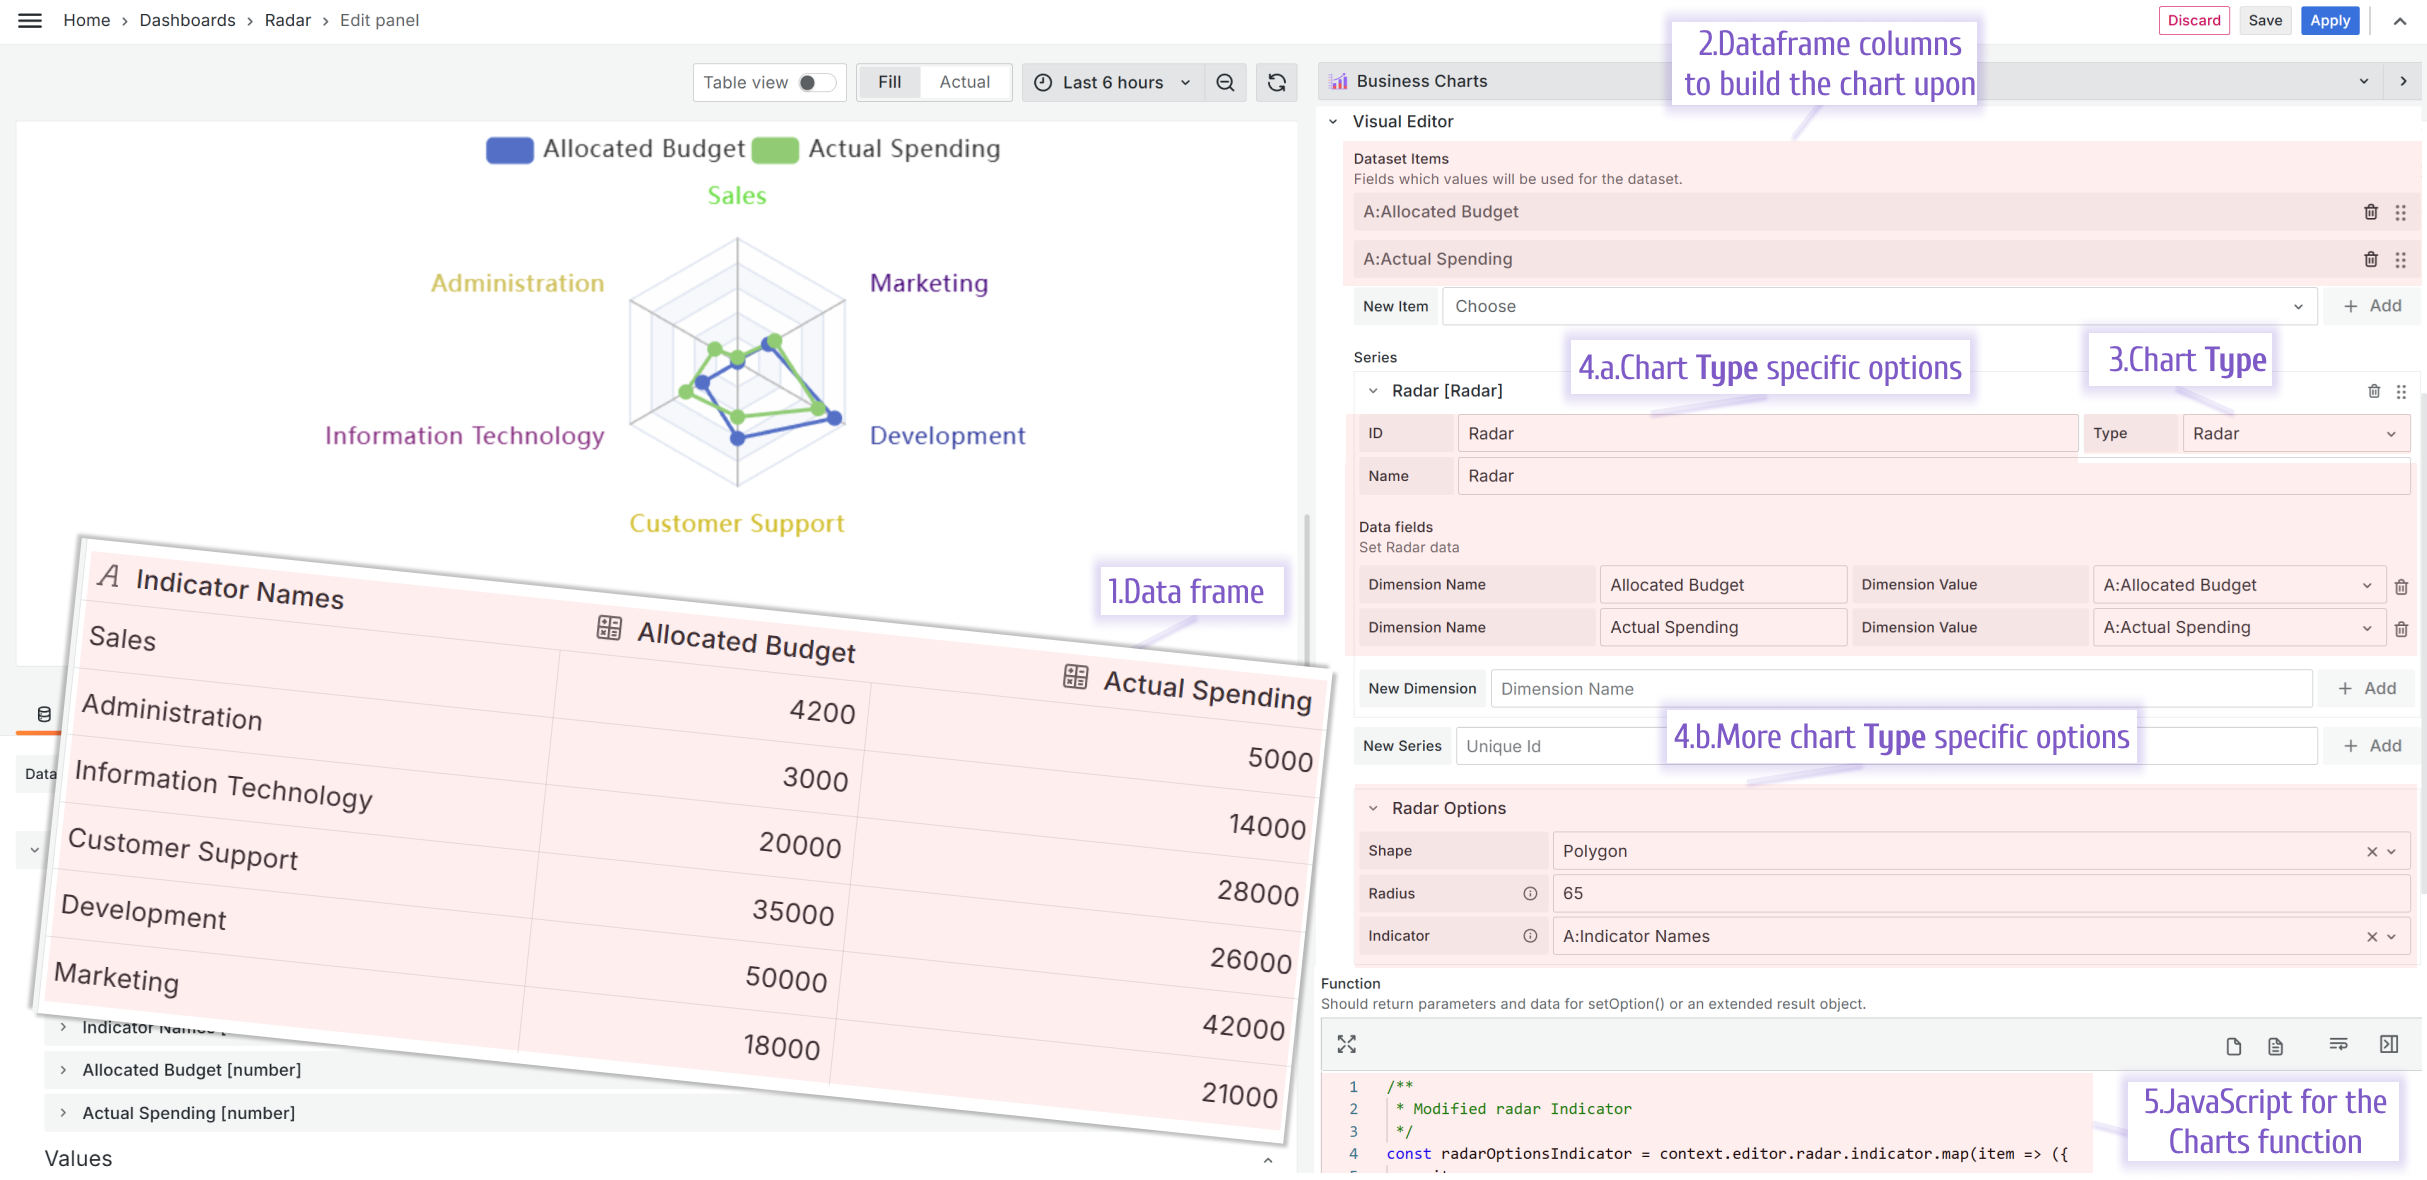 Home › Dashboards › Radar › Edit panel
Discard
Save
Apply
Table view
Fill
Actual
Last 6 hours
Allocated Budget
Actual Spending
Sales
Administration
Marketing
Information Technology
Development
Customer Support
1.Data frame
A Indicator Names
Allocated Budget
Actual Spending
Sales
4200
5000
Administration
3000
14000
Information Technology
20000
28000
Customer Support
35000
26000
Development
50000
42000
Marketing
18000
21000
Data
Indicator Names [
Allocated Budget [number]
Actual Spending [number]
Values
2.Dataframe columns
to build the chart upon
Business Charts
Visual Editor
Dataset Items
Fields which values will be used for the dataset.
A:Allocated Budget
A:Actual Spending
New Item
Choose
+ Add
Series
4.a.Chart Type specific options
3.Chart Type
Radar [Radar]
ID
Radar
Type
Radar
Name
Radar
Data fields
Set Radar data
Dimension Name
Allocated Budget
Dimension Value
A:Allocated Budget
Dimension Name
Actual Spending
Dimension Value
A:Actual Spending
New Dimension
Dimension Name
+ Add
4.b.More chart Type specific options
New Series
Unique Id
+ Add
Radar Options
Shape
Polygon
Radius
65
Indicator
A:Indicator Names
Function
Should return parameters and data for setOption() or an extended result object.
1 /**
2 * Modified radar Indicator
3 */
4 const radarOptionsIndicator = context.editor.radar.indicator.map(item => ({
5.JavaScript for the
Charts function